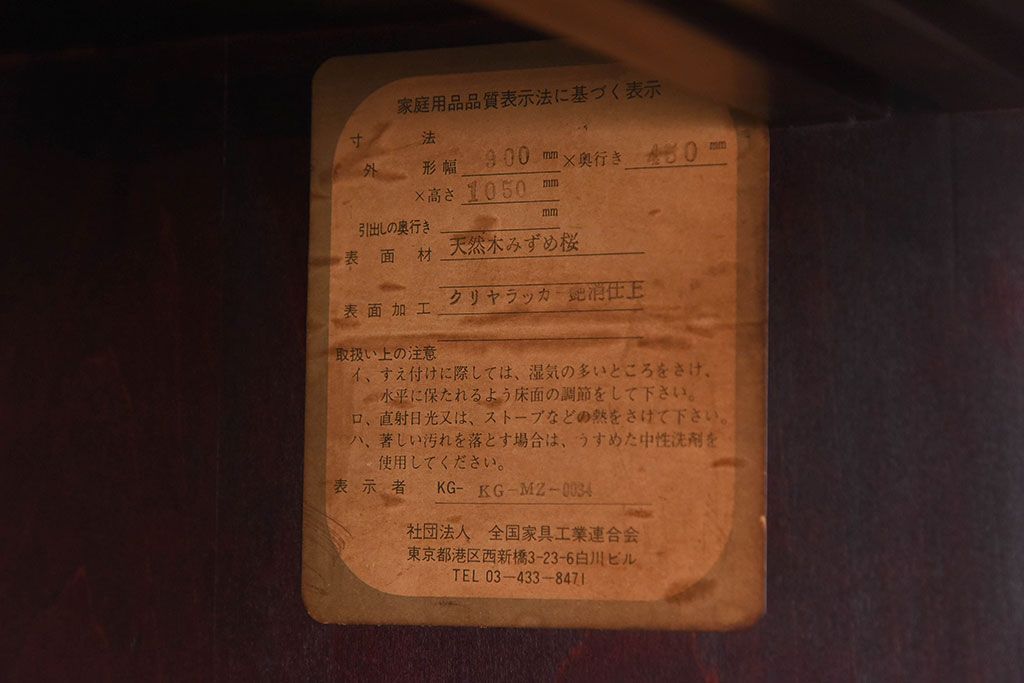 家庭用品品質表示法に基づく表示
寸法
外形幅 900 mm ×奥行き 450 mm
×高さ 1050 mm
引出しの奥行き mm
表面材 天然木みずめ桜
表面加工 クリヤラッカー艶消仕上
取扱い上の注意
イ、すえ付けに際しては、湿気の多いところをさけ、
水平に保たれるよう床面の調節をして下さい。
ロ、直射日光又は、ストーブなどの熱をさけて下さい。
ハ、著しい汚れを落とす場合は、うすめた中性洗剤を
使用してください。
表示者 KG- KG-MZ-0034
社団法人 全国家具工業連合会
東京都港区西新橋3-23-6白川ビル
TEL 03-433-8471